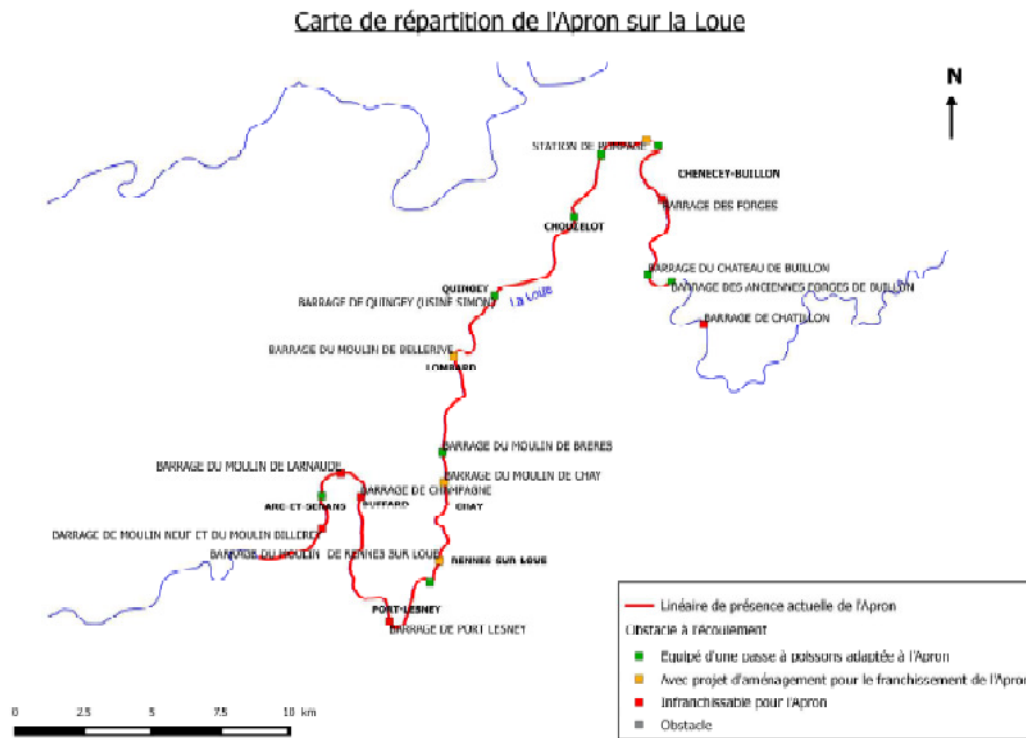 Carte de répartition de l'Apron sur la Loue
N
STATION DE POMPAGE
CHENECEY-BUILLON
BARRAGE DES FORGES
CHOUZELOT
BARRAGE DU CHATEAU DE BUILLON
QUINGEY
BARRAGE DES ANCIENNES FORGES DE BUILLON
BARRAGE DE QUINGEY (USINE SIMON)
La Loue
BARRAGE DE CHATILLON
BARRAGE DU MOULIN DE BELLERIVE
LOMBARD
BARRAGE DU MOULIN DE BRERES
BARRAGE DU MOULIN DE LARNAUDE
BARRAGE DU MOULIN DE CHAY
BARRAGE DE CHAMPAGNE
ARC-ET-SENANS
BUFFARD
CHAY
BARRAGE DE MOULIN NEUF ET DU MOULIN BILLEREY
BARRAGE DU MOULIN DE RENNES SUR LOUE
RENNES SUR LOUE
PORT-LESNEY
BARRAGE DE PORT LESNEY
Linéaire de présence actuelle de l'Apron
Obstacle à l'écoulement
Equipé d'une passe à poissons adaptée à l'Apron
Avec projet d'aménagement pour le franchissement de l'Apron
Infranchissable pour l'Apron
Obstacle
0 2.5 5 7.5 10 km